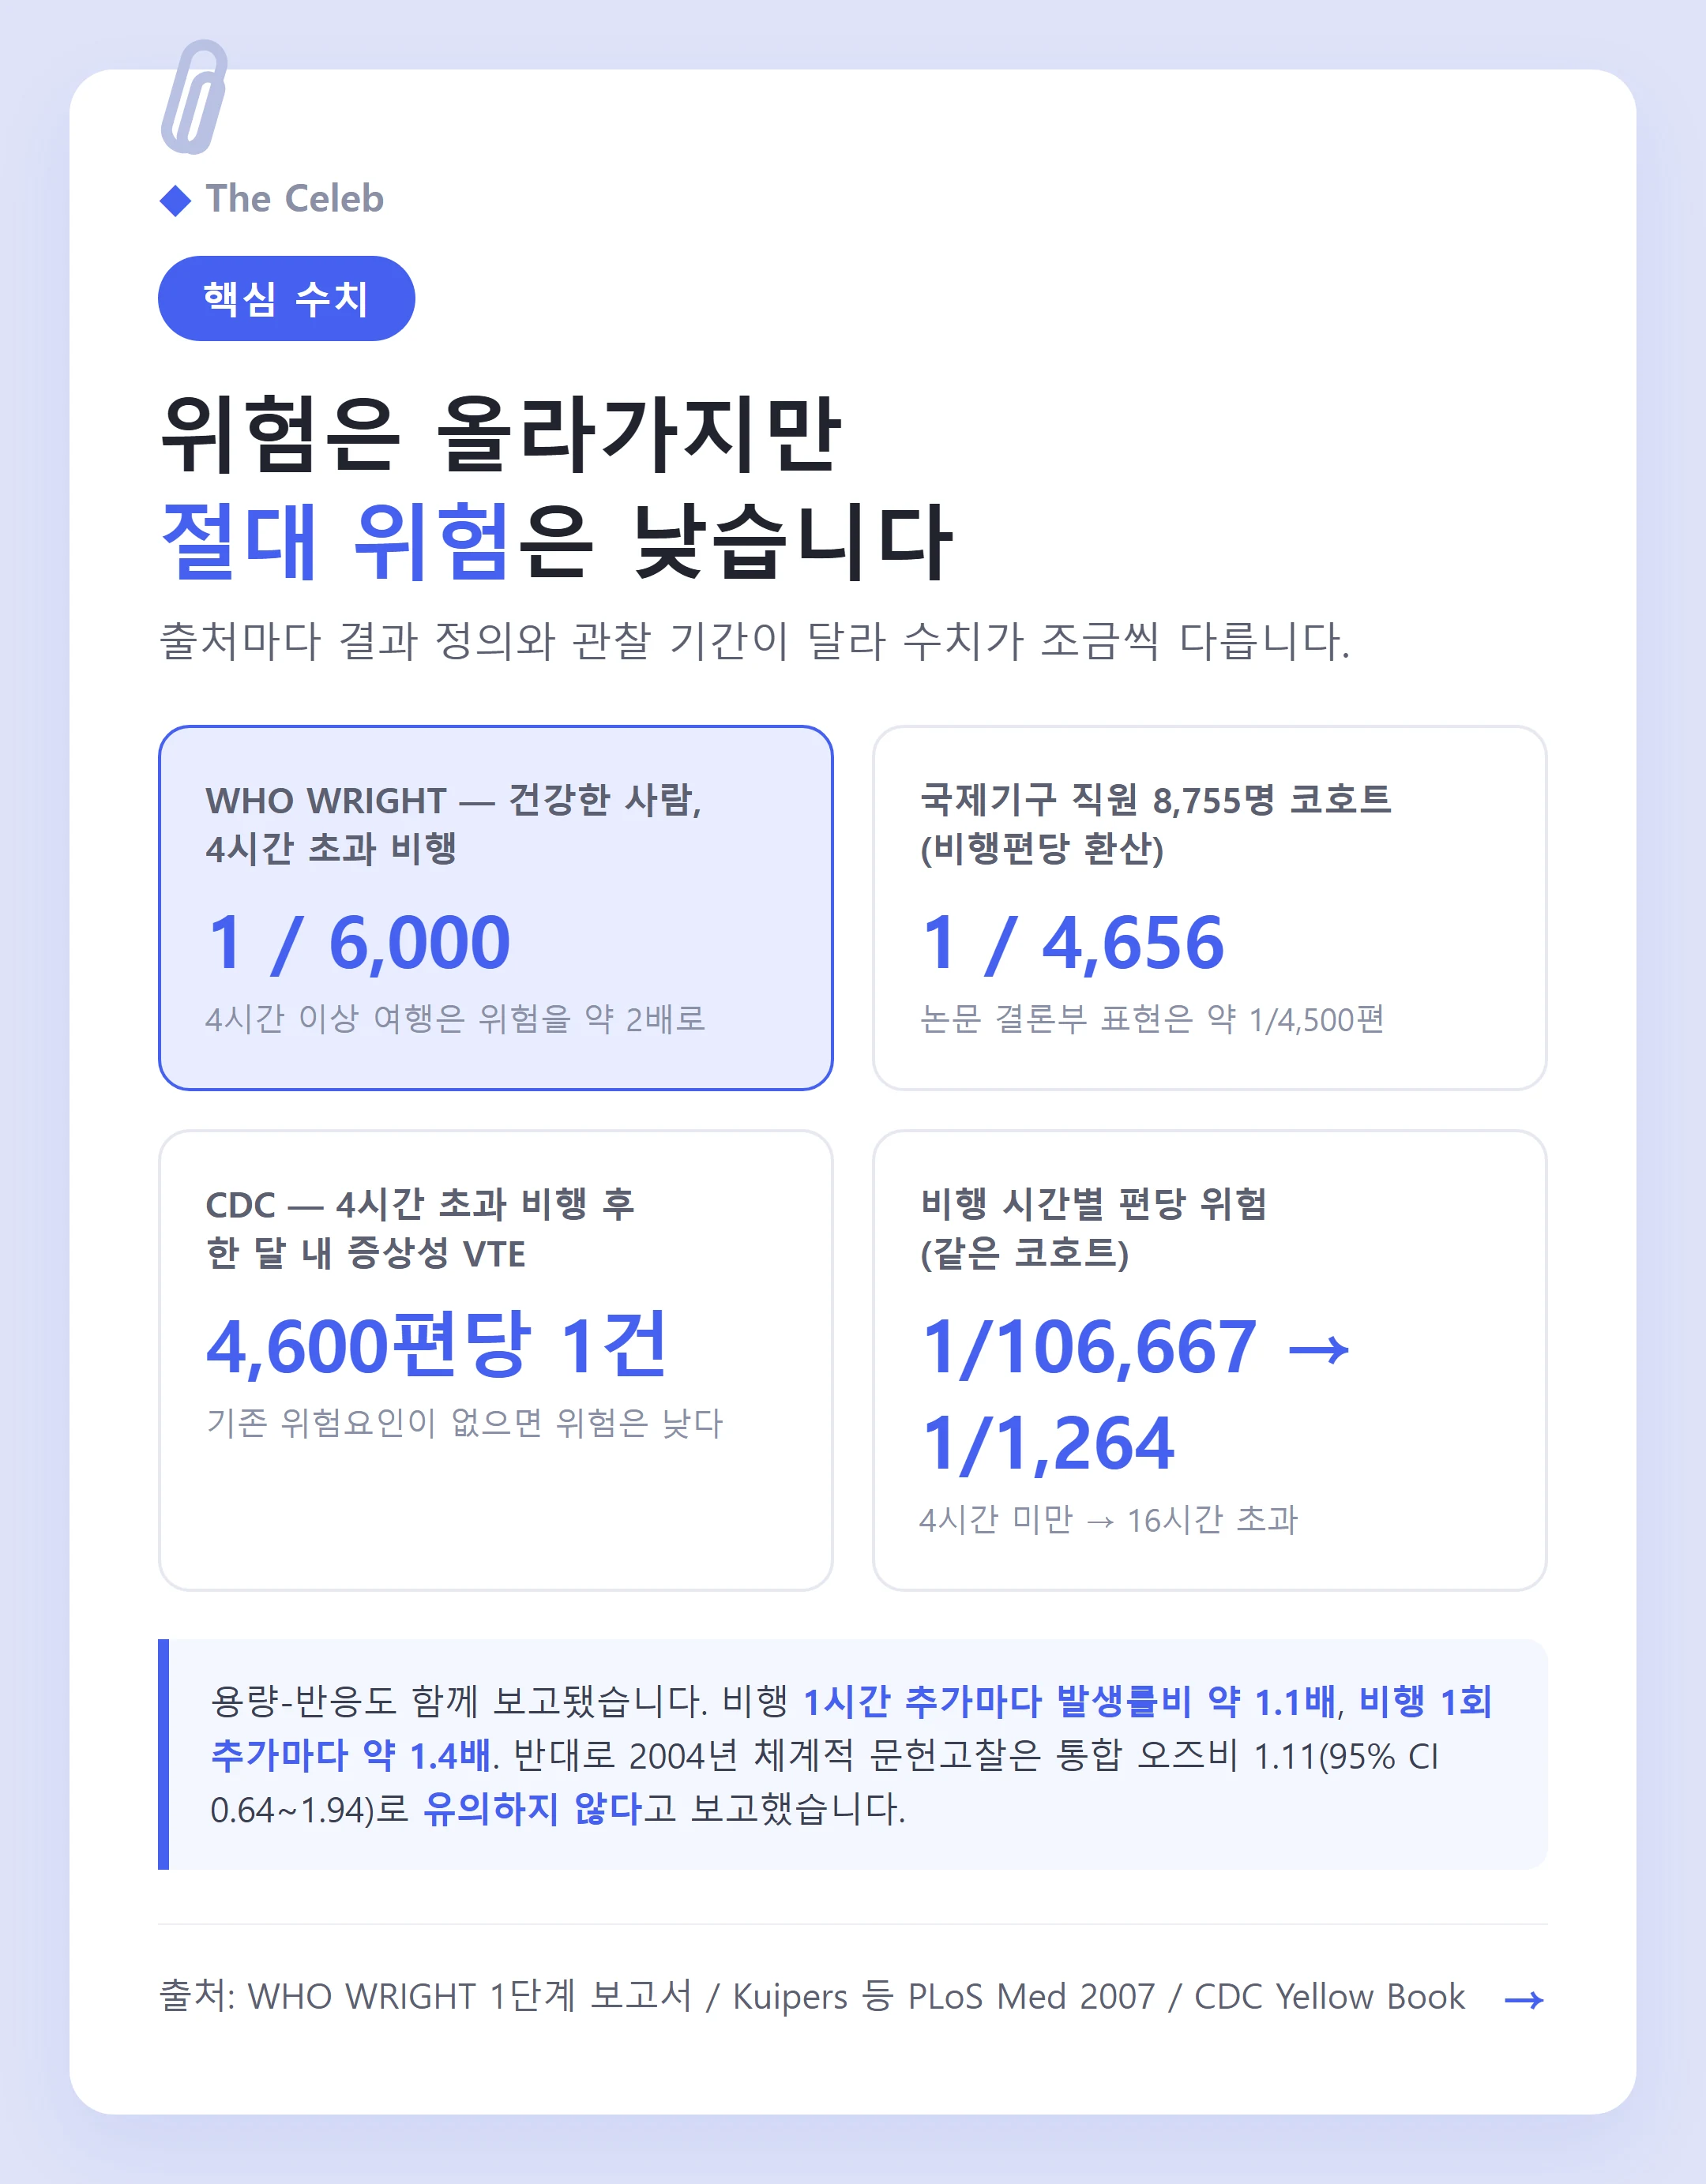 The Celeb
핵심 수치
위험은 올라가지만
절대 위험은 낮습니다
출처마다 결과 정의와 관찰 기간이 달라 수치가 조금씩 다릅니다.
WHO WRIGHT — 건강한 사람,
4시간 초과 비행
1 / 6,000
4시간 이상 여행은 위험을 약 2배로
국제기구 직원 8,755명 코호트
(비행편당 환산)
1 / 4,656
논문 결론부 표현은 약 1/4,500편
CDC — 4시간 초과 비행 후
한 달 내 증상성 VTE
4,600편당 1건
기존 위험요인이 없으면 위험은 낮다
비행 시간별 편당 위험
(같은 코호트)
1/106,667 →
1/1,264
4시간 미만 → 16시간 초과
용량-반응도 함께 보고됐습니다. 비행 1시간 추가마다 발생률비 약 1.1배, 비행 1회
추가마다 약 1.4배. 반대로 2004년 체계적 문헌고찰은 통합 오즈비 1.11(95% CI
0.64~1.94)로 유의하지 않다고 보고했습니다.
출처: WHO WRIGHT 1단계 보고서 / Kuipers 등 PLoS Med 2007 / CDC Yellow Book →